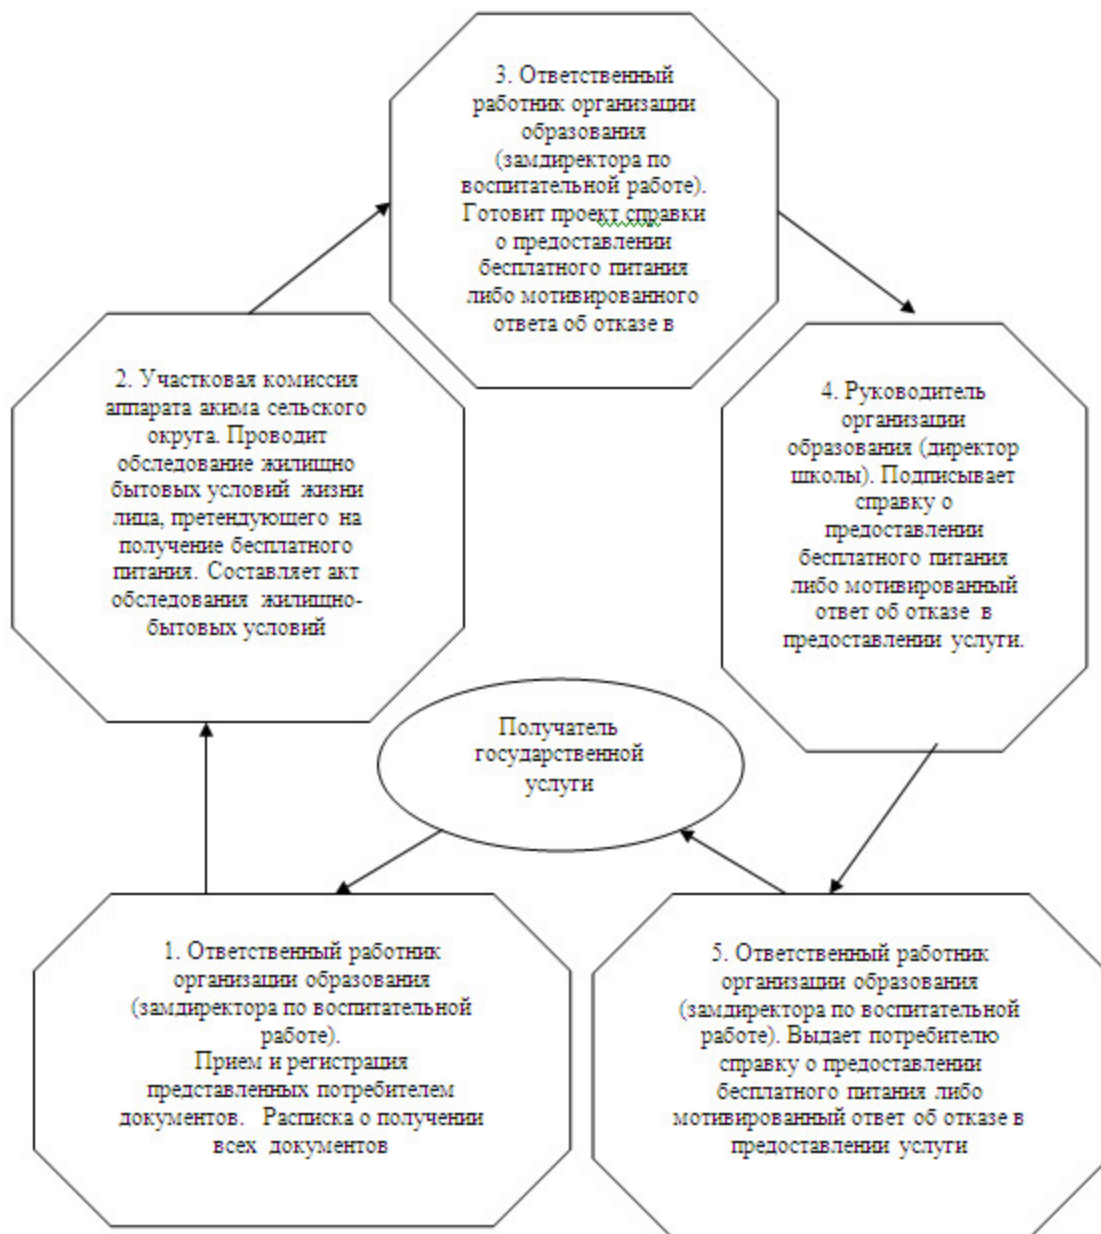 3. Ответственный
работник организации
образования
(замдиректора по
воспитательной работе).
Готовит проект справки
о предоставлении
бесплатного питания
либо мотивированного
ответа об отказе в
2. Участковая комиссия
аппарата акима сельского
округа. Проводит
обследование жилищно
бытовых условий жизни
лица, претендующего на
получение бесплатного
питания. Составляет акт
обследования жилищно-
бытовых условий
4. Руководитель
организации
образования (директор
школы). Подписывает
справку о
предоставлении
бесплатного питания
либо мотивированный
ответ об отказе в
предоставлении услуги.
Получатель
государственной
услуги
1. Ответственный работник
организации образования
(замдиректора по воспитательной
работе).
Прием и регистрация
представленных потребителем
документов. Расписка о получении
всех документов
5. Ответственный работник
организации образования
(замдиректора по воспитательной
работе). Выдает потребителю
справку о предоставлении
бесплатного питания либо
мотивированный ответ об отказе в
предоставлении услуги